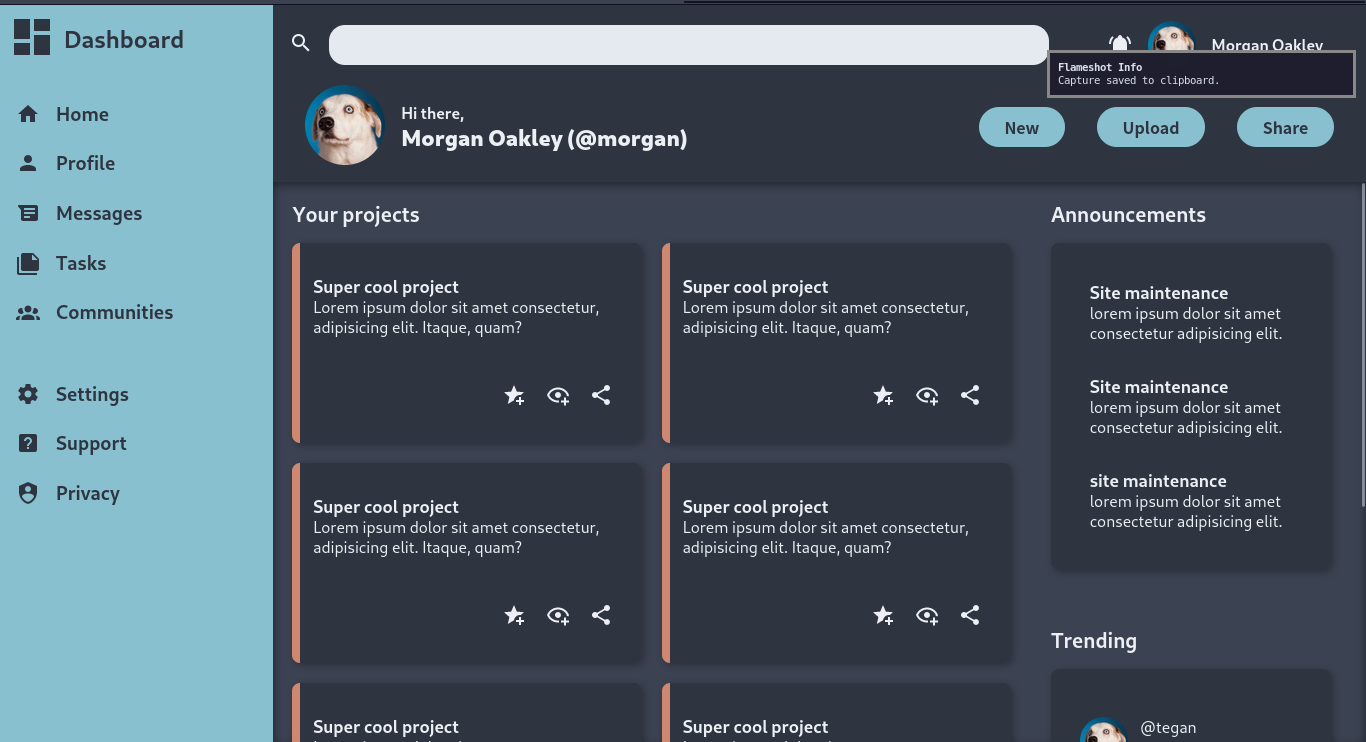 Dashboard
Home
Profile
Messages
Tasks
Communities
Settings
Support
Privacy
Morgan Oakley
Flameshot Info
Capture saved to clipboard.
Hi there,
Morgan Oakley (@morgan)
New
Upload
Share
Your projects
Super cool project
Lorem ipsum dolor sit amet consectetur,
adipisicing elit. Itaque, quam?
Super cool project
Lorem ipsum dolor sit amet consectetur,
adipisicing elit. Itaque, quam?
Super cool project
Lorem ipsum dolor sit amet consectetur,
adipisicing elit. Itaque, quam?
Super cool project
Lorem ipsum dolor sit amet consectetur,
adipisicing elit. Itaque, quam?
Super cool project
Super cool project
Announcements
Site maintenance
lorem ipsum dolor sit amet
consectetur adipisicing elit.
Site maintenance
lorem ipsum dolor sit amet
consectetur adipisicing elit.
site maintenance
lorem ipsum dolor sit amet
consectetur adipisicing elit.
Trending
@tegan